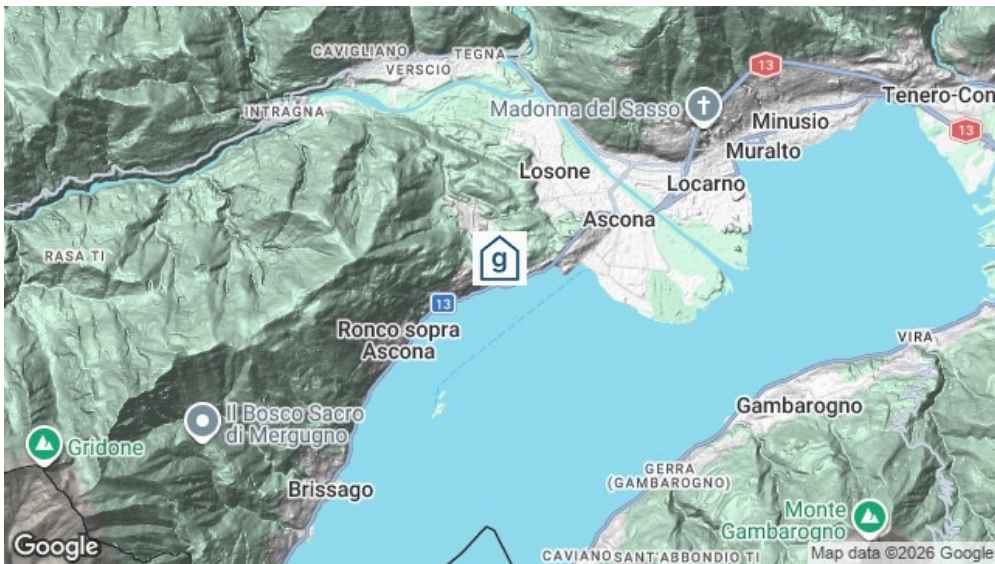 CAVIGLIANO
TEGNA
VERSCIO
13
Madonna del Sasso
Tenero-Con
INTRAGNA
Minusio
13
Muralto
Losone
Locarno
Ascona
RASA TI
g
13
Ronco sopra
Ascona
VIRA
Il Bosco Sacro
di Mergugno
Gambarogno
Gridone
GERRA
(GAMBAROGNO)
Brissago
Monte
Gambarogno
Google
CAVIANO
SANT'ABBONDIO TI
Map data ©2026 Google